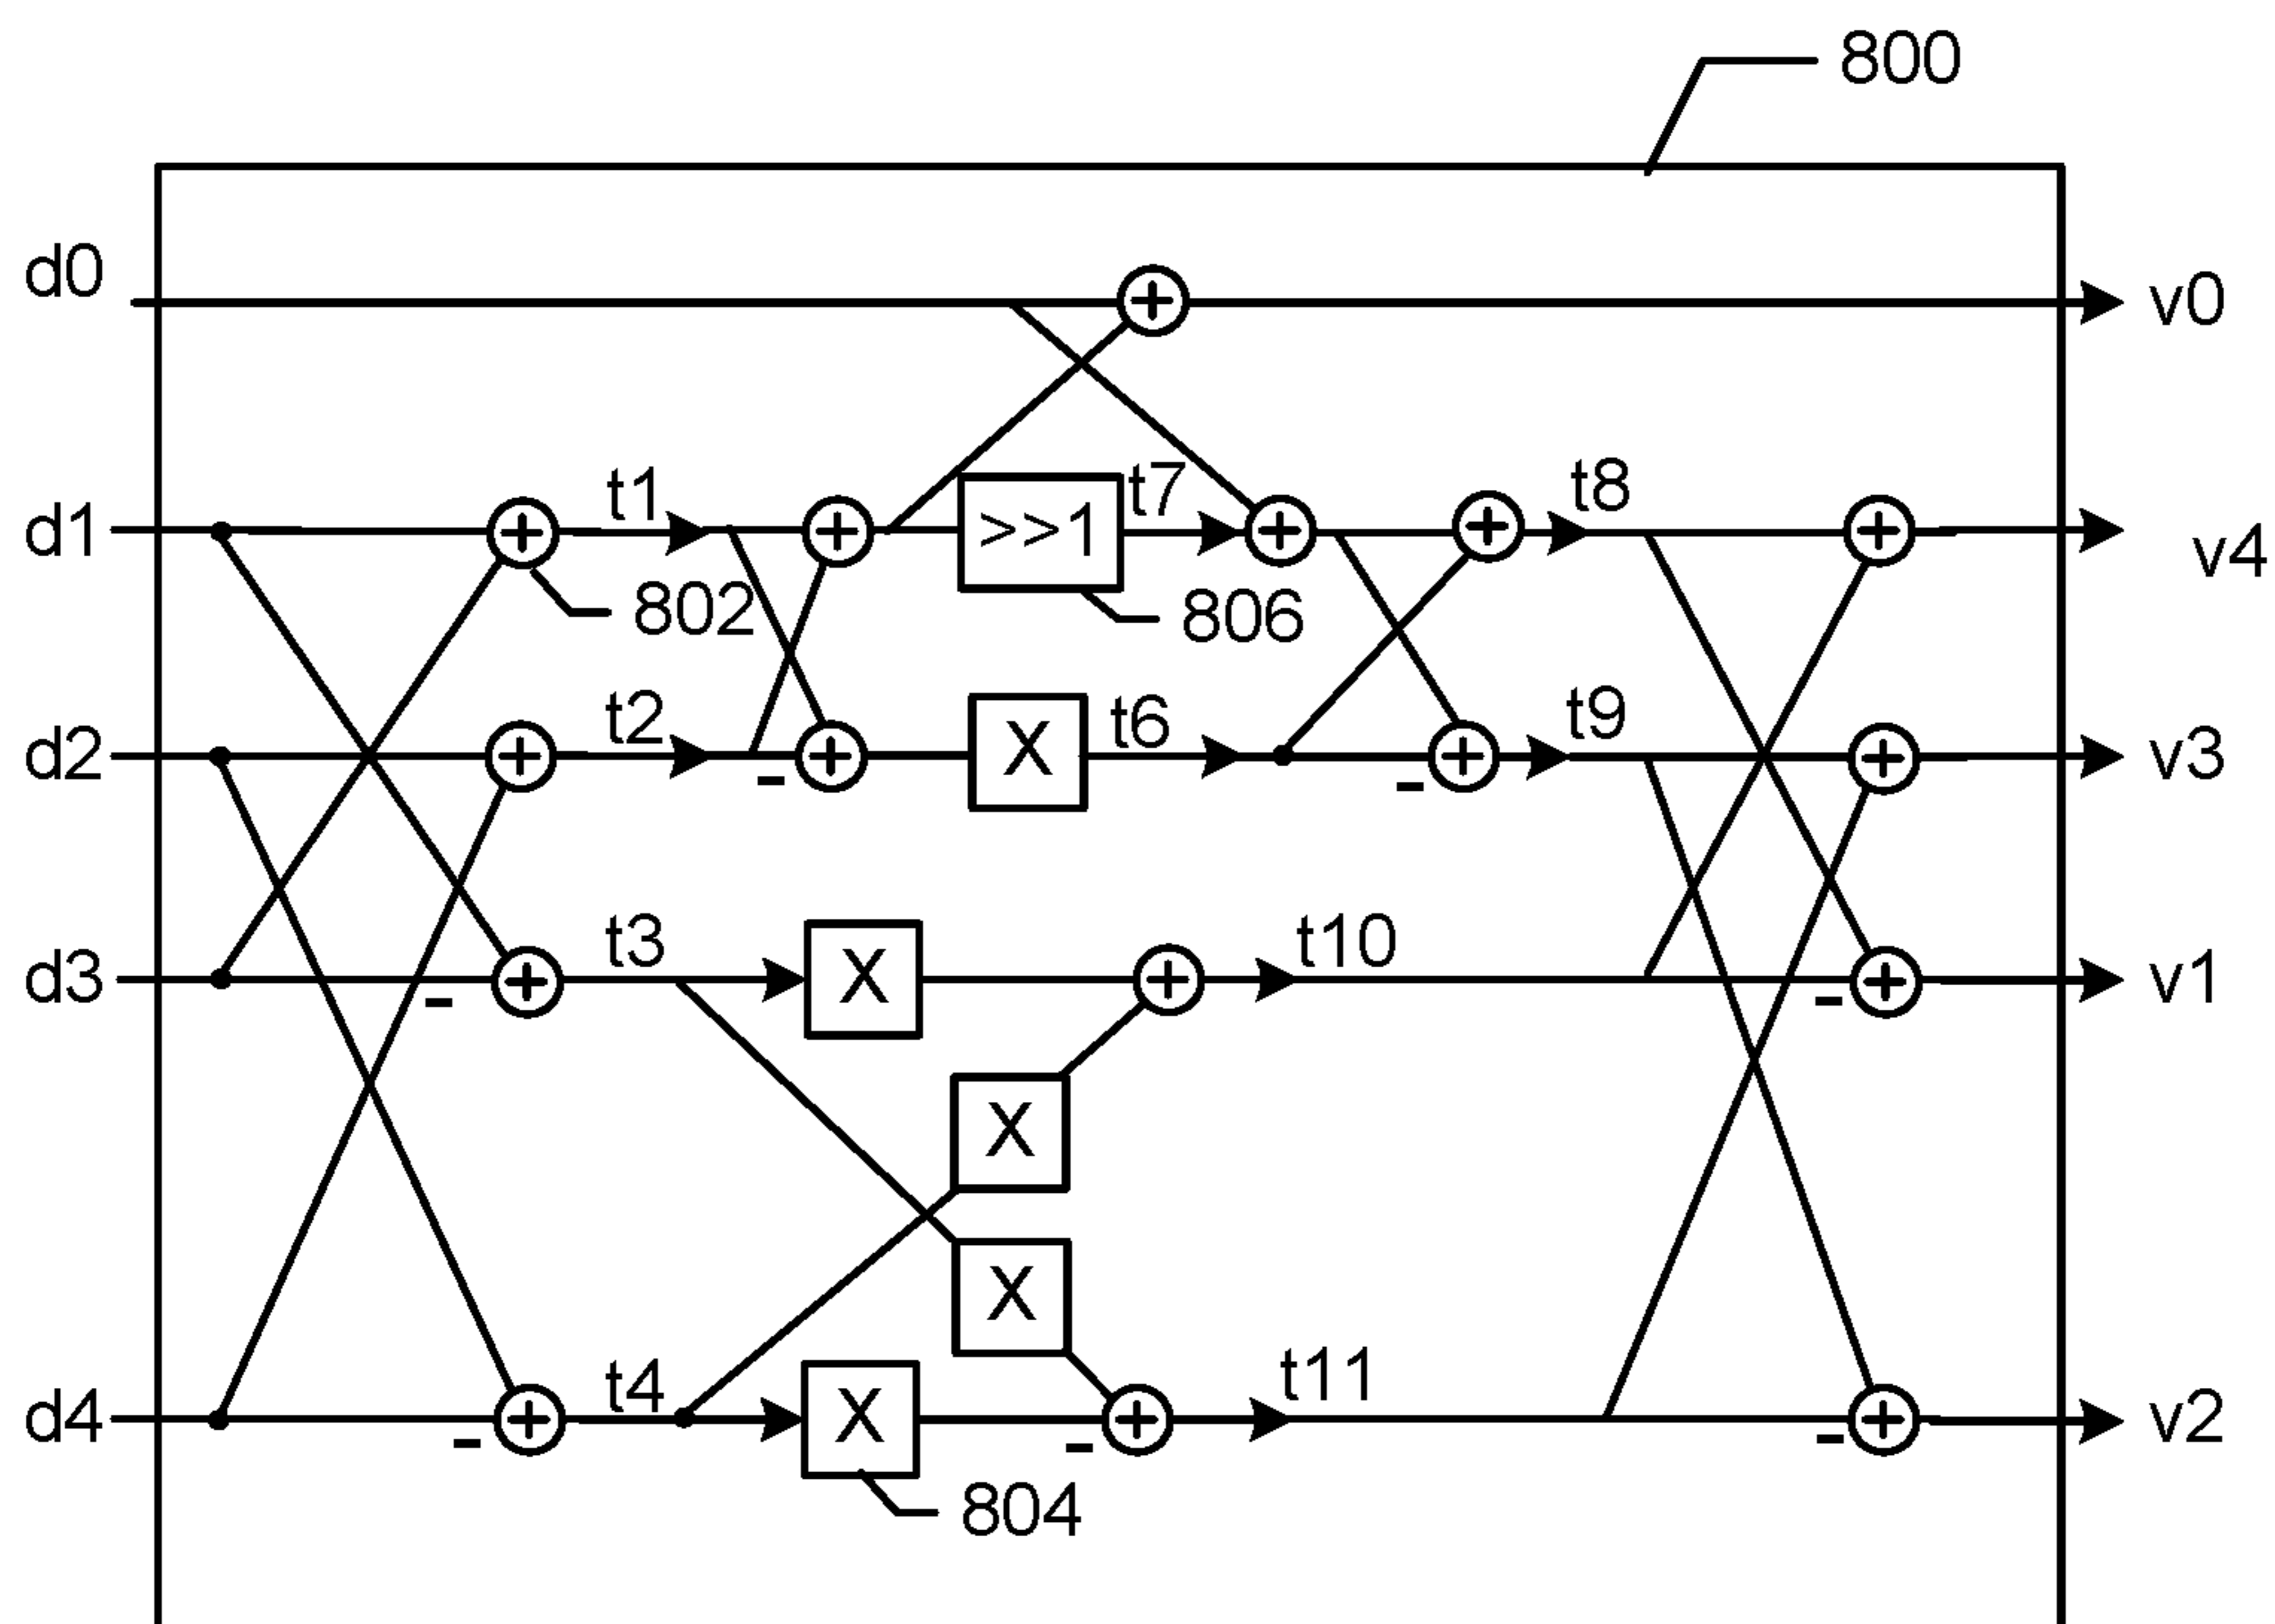 800
d0
+
v0
d1
+
t1
+
>>1
t7
+
+
t8
+
v4
802
806
d2
+
t2
-
+
X
t6
-
+
t9
+
v3
d3
-
+
t3
X
+
t10
-
+
v1
X
X
d4
-
+
t4
X
-
+
t11
-
+
v2
804